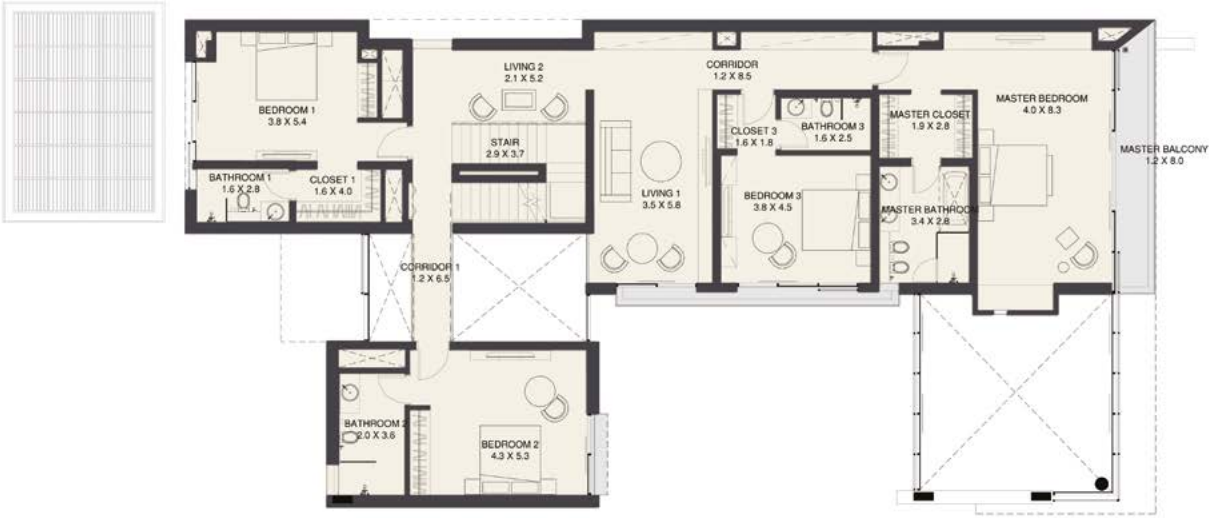 LIVING 2
2.1 X 5.2
CORRIDOR
1.2 X 8.5
BEDROOM 1
3.8 X 5.4
MASTER BEDROOM
4.0 X 8.3
MASTER CLOSET
1.9 X 2.8
CLOSET 3
1.6 X 1.8
BATHROOM 3
1.6 X 2.5
STAIR
2.9 X 3.7
MASTER BALCONY
1.2 X 8.0
BATHROOM 1
1.6 X 2.8
CLOSET 1
1.6 X 4.0
LIVING 1
3.5 X 5.8
BEDROOM 3
3.8 X 4.5
MASTER BATHROOM
3.4 X 2.8
CORRIDOR 1
1.2 X 6.5
BATHROOM 2
2.0 X 3.6
BEDROOM 2
4.3 X 5.3